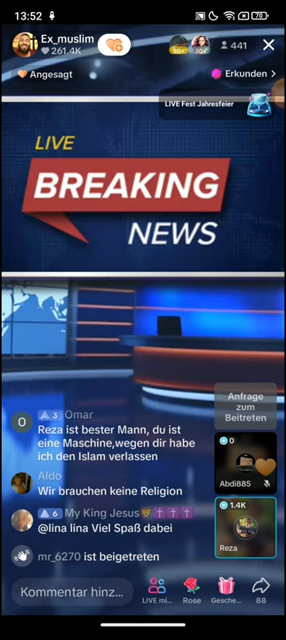 13:52
70
Ex_muslim
261.4K
441
Angesagt
Erkunden >
LIVE Fest Jahresfeier
LIVE
BREAKING
NEWS
Anfrage
zum
Beitreten
0
Abdi885
1.4K
Reza
O
3 Omar
Reza ist bester Mann, du ist
eine Maschine,wegen dir habe
ich den Islam verlassen
Aldo
Wir brauchen keine Religion
6 My King Jesus
@lina lina Viel Spaß dabei
mr_6270 ist beigetreten
Kommentar hinz...
LIVE mi...
Rose
Gesche...
88